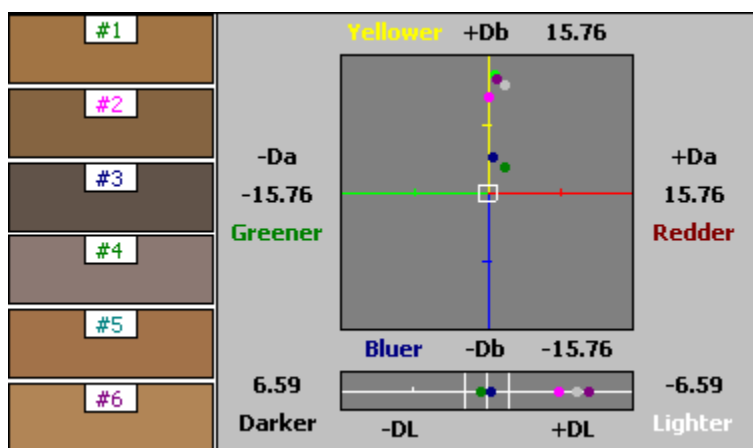 #1
#2
#3
#4
#5
#6
Yellower +Db 15.76
-Da
-15.76
Greener
+Da
15.76
Redder
Bluer -Db -15.76
6.59
Darker
-DL +DL
-6.59
Lighter